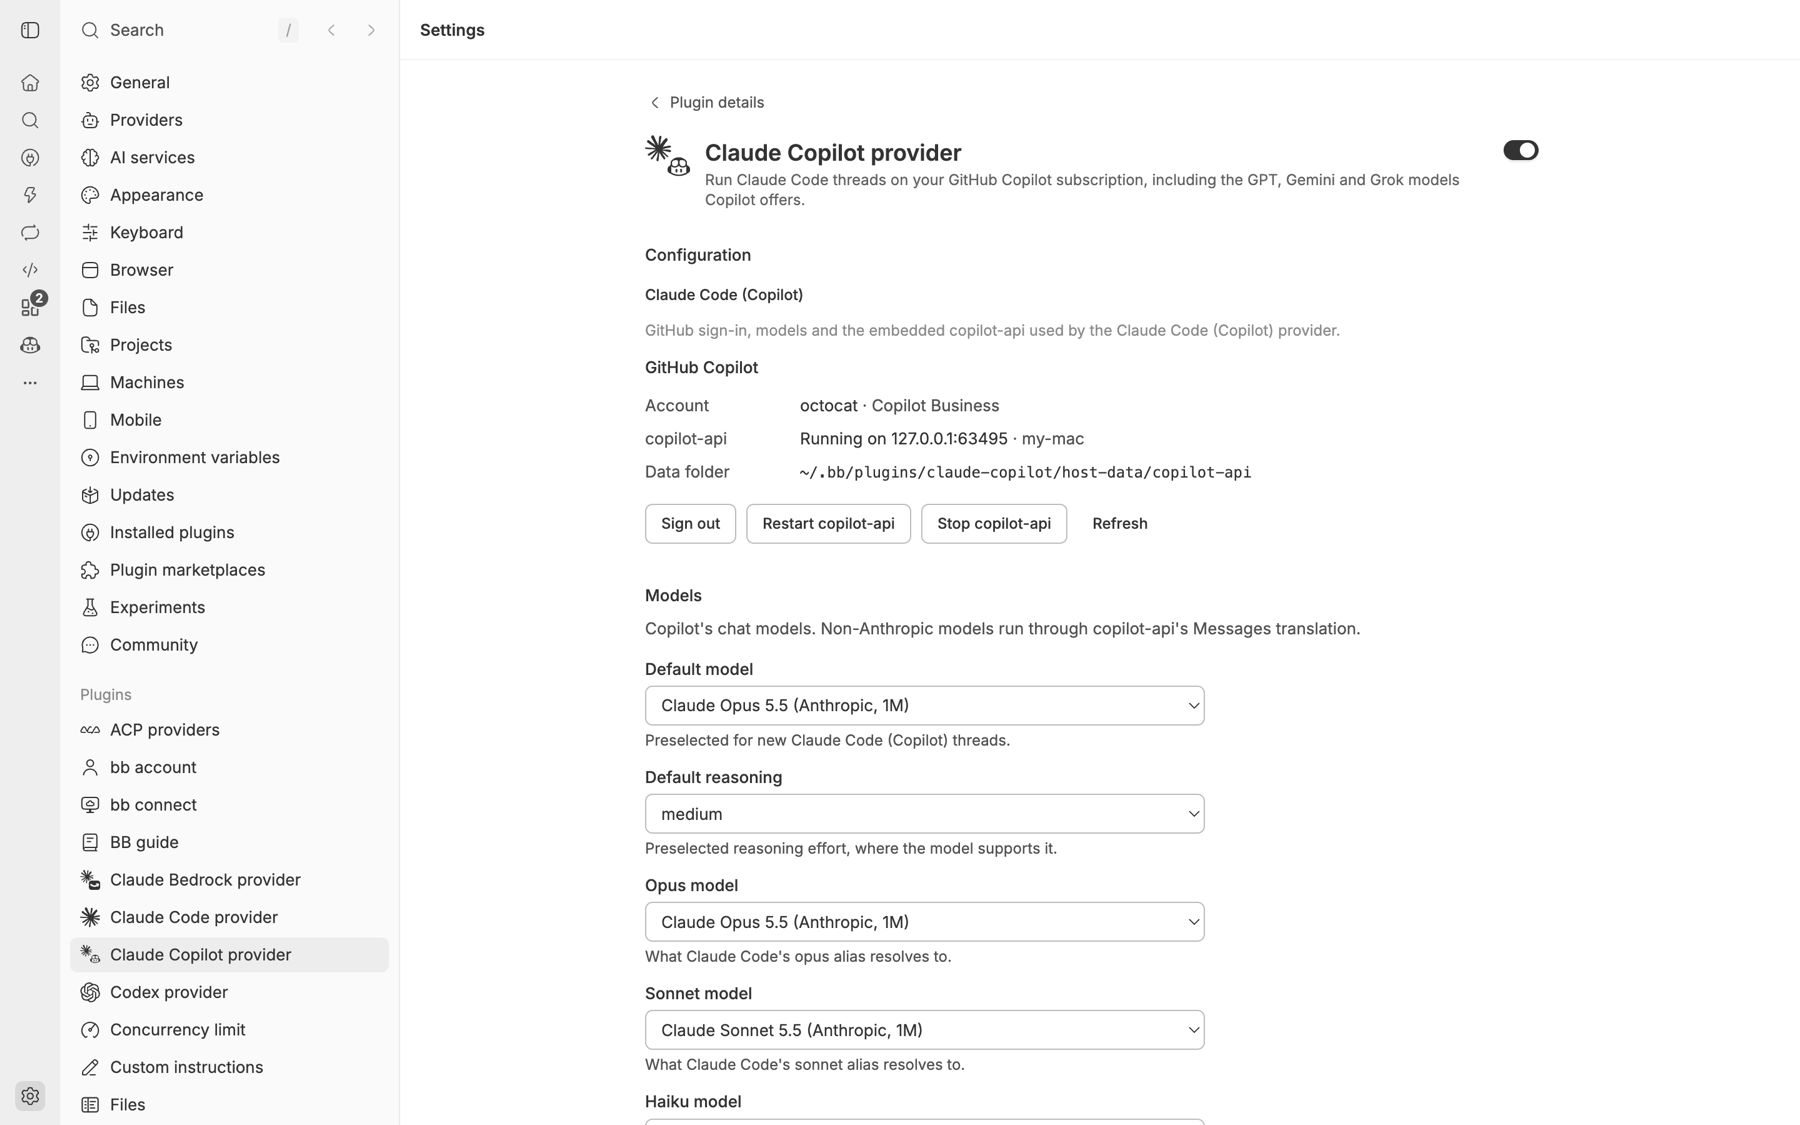 Search
/
General
Providers
AI services
Appearance
Keyboard
Browser
Files
Projects
Machines
Mobile
Environment variables
Updates
Installed plugins
Plugin marketplaces
Experiments
Community
Plugins
ACP providers
bb account
bb connect
BB guide
Claude Bedrock provider
Claude Code provider
Claude Copilot provider
Codex provider
Concurrency limit
Custom instructions
Files
2
Settings
Plugin details
Claude Copilot provider
Run Claude Code threads on your GitHub Copilot subscription, including the GPT, Gemini and Grok models
Copilot offers.
Configuration
Claude Code (Copilot)
GitHub sign-in, models and the embedded copilot-api used by the Claude Code (Copilot) provider.
GitHub Copilot
Account octocat · Copilot Business
copilot-api Running on 127.0.0.1:63495 · my-mac
Data folder ~/.bb/plugins/claude-copilot/host-data/copilot-api
Sign out Restart copilot-api Stop copilot-api Refresh
Models
Copilot's chat models. Non-Anthropic models run through copilot-api's Messages translation.
Default model
Claude Opus 5.5 (Anthropic, 1M)
Preselected for new Claude Code (Copilot) threads.
Default reasoning
medium
Preselected reasoning effort, where the model supports it.
Opus model
Claude Opus 5.5 (Anthropic, 1M)
What Claude Code's opus alias resolves to.
Sonnet model
Claude Sonnet 5.5 (Anthropic, 1M)
What Claude Code's sonnet alias resolves to.
Haiku model